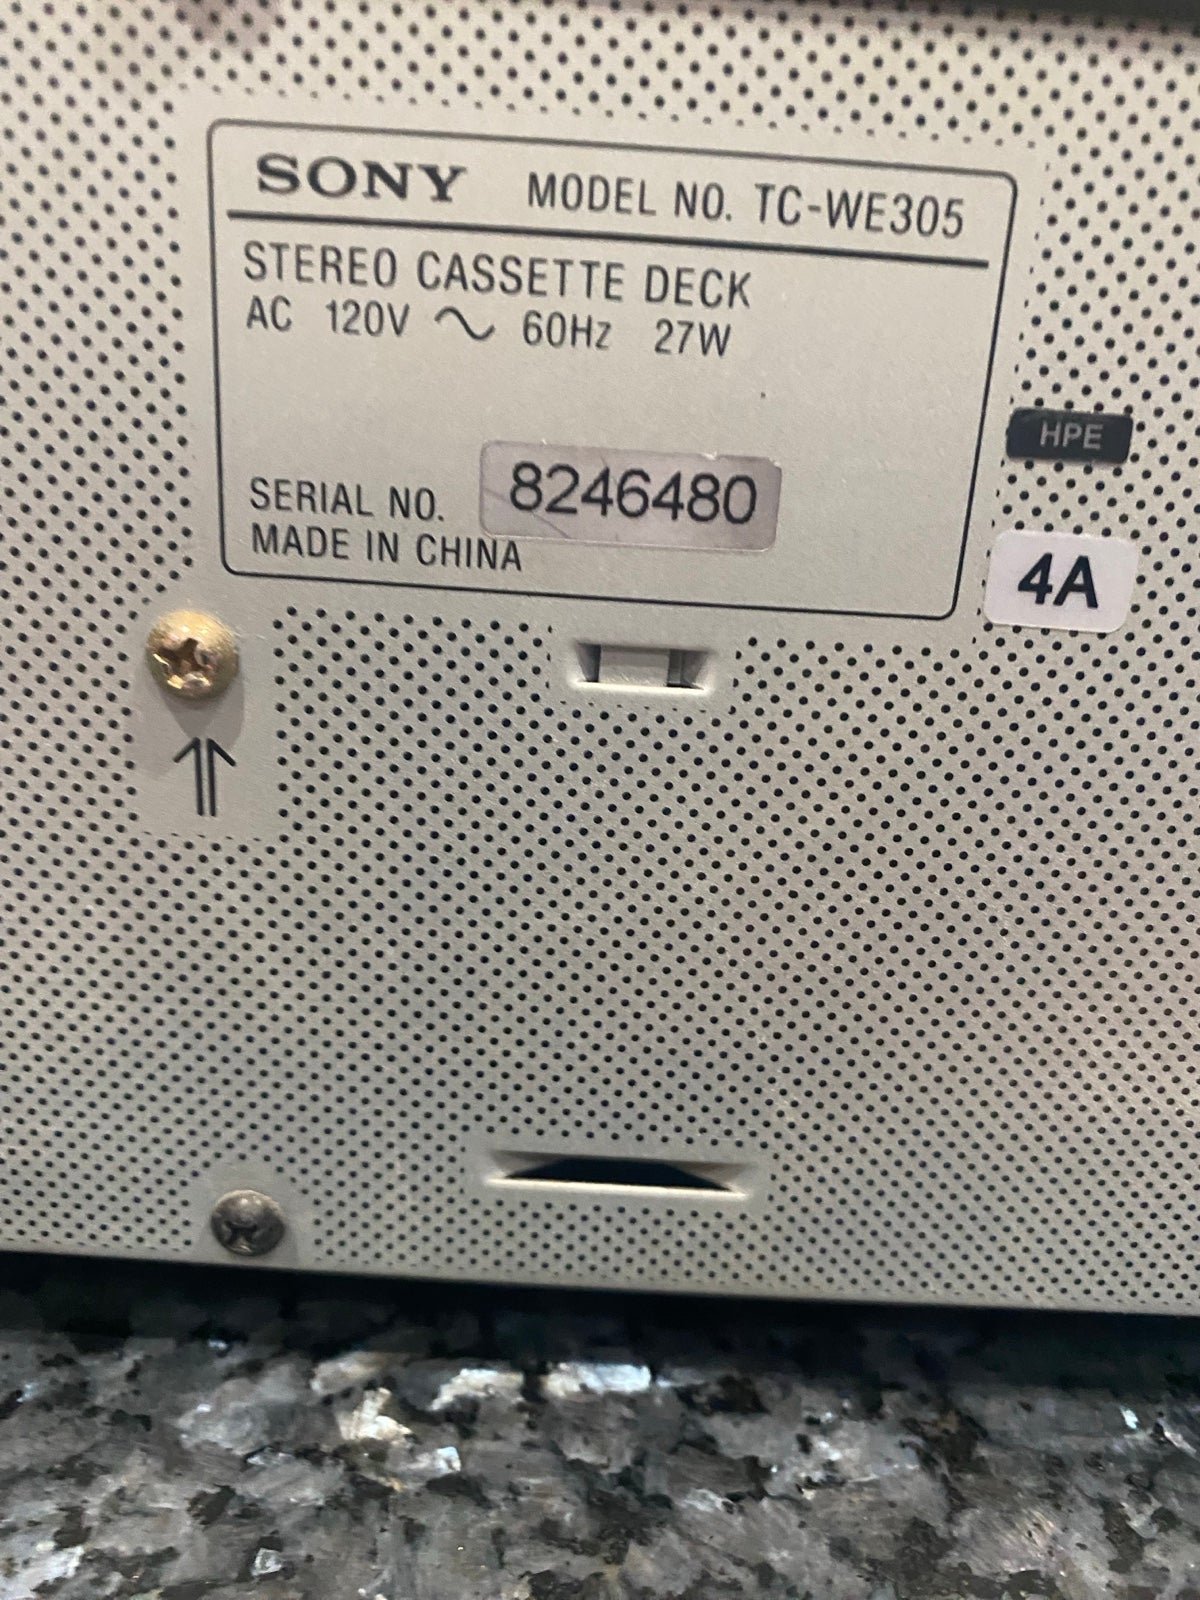 SONY MODEL NO. TC-WE305
STEREO CASSETTE DECK
AC 120V ∼ 60Hz 27W
HPE
SERIAL NO. 8246480
MADE IN CHINA
4A